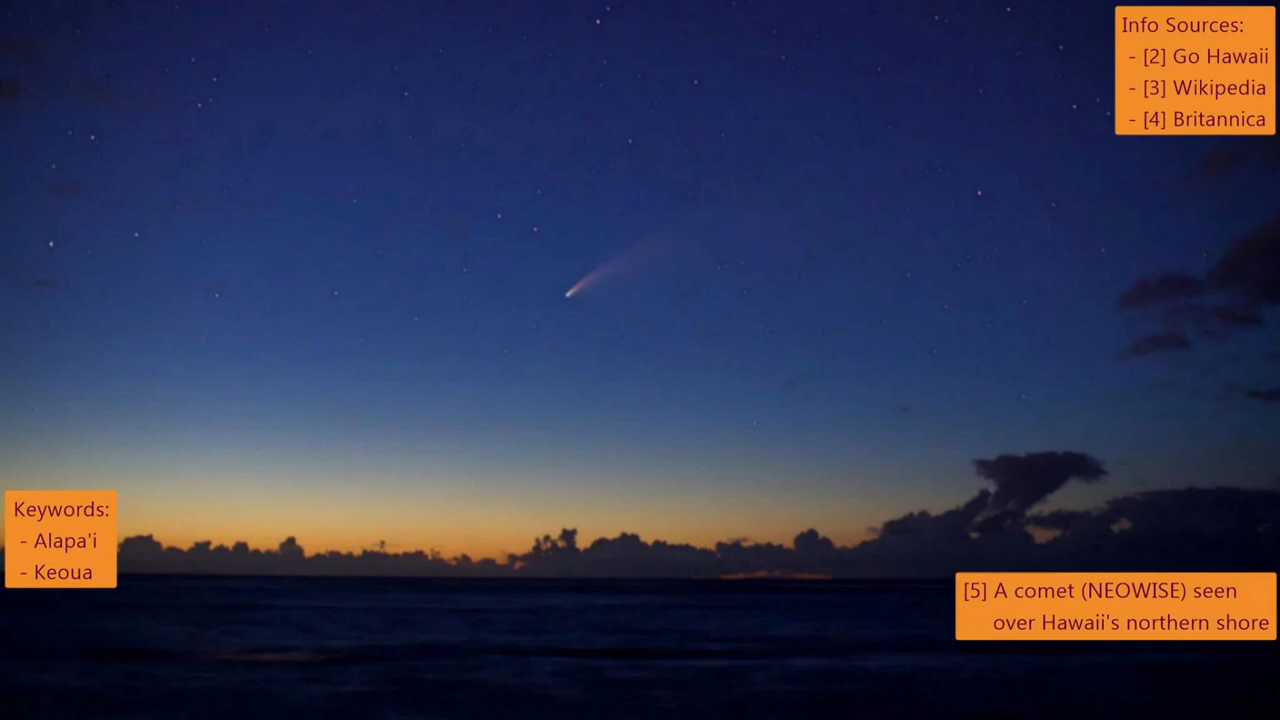 Info Sources:
- [2] Go Hawaii
- [3] Wikipedia
- [4] Britannica
Keywords:
- Alapa'i
- Keoua
[5] A comet (NEOWISE) seen
over Hawaii's northern shore